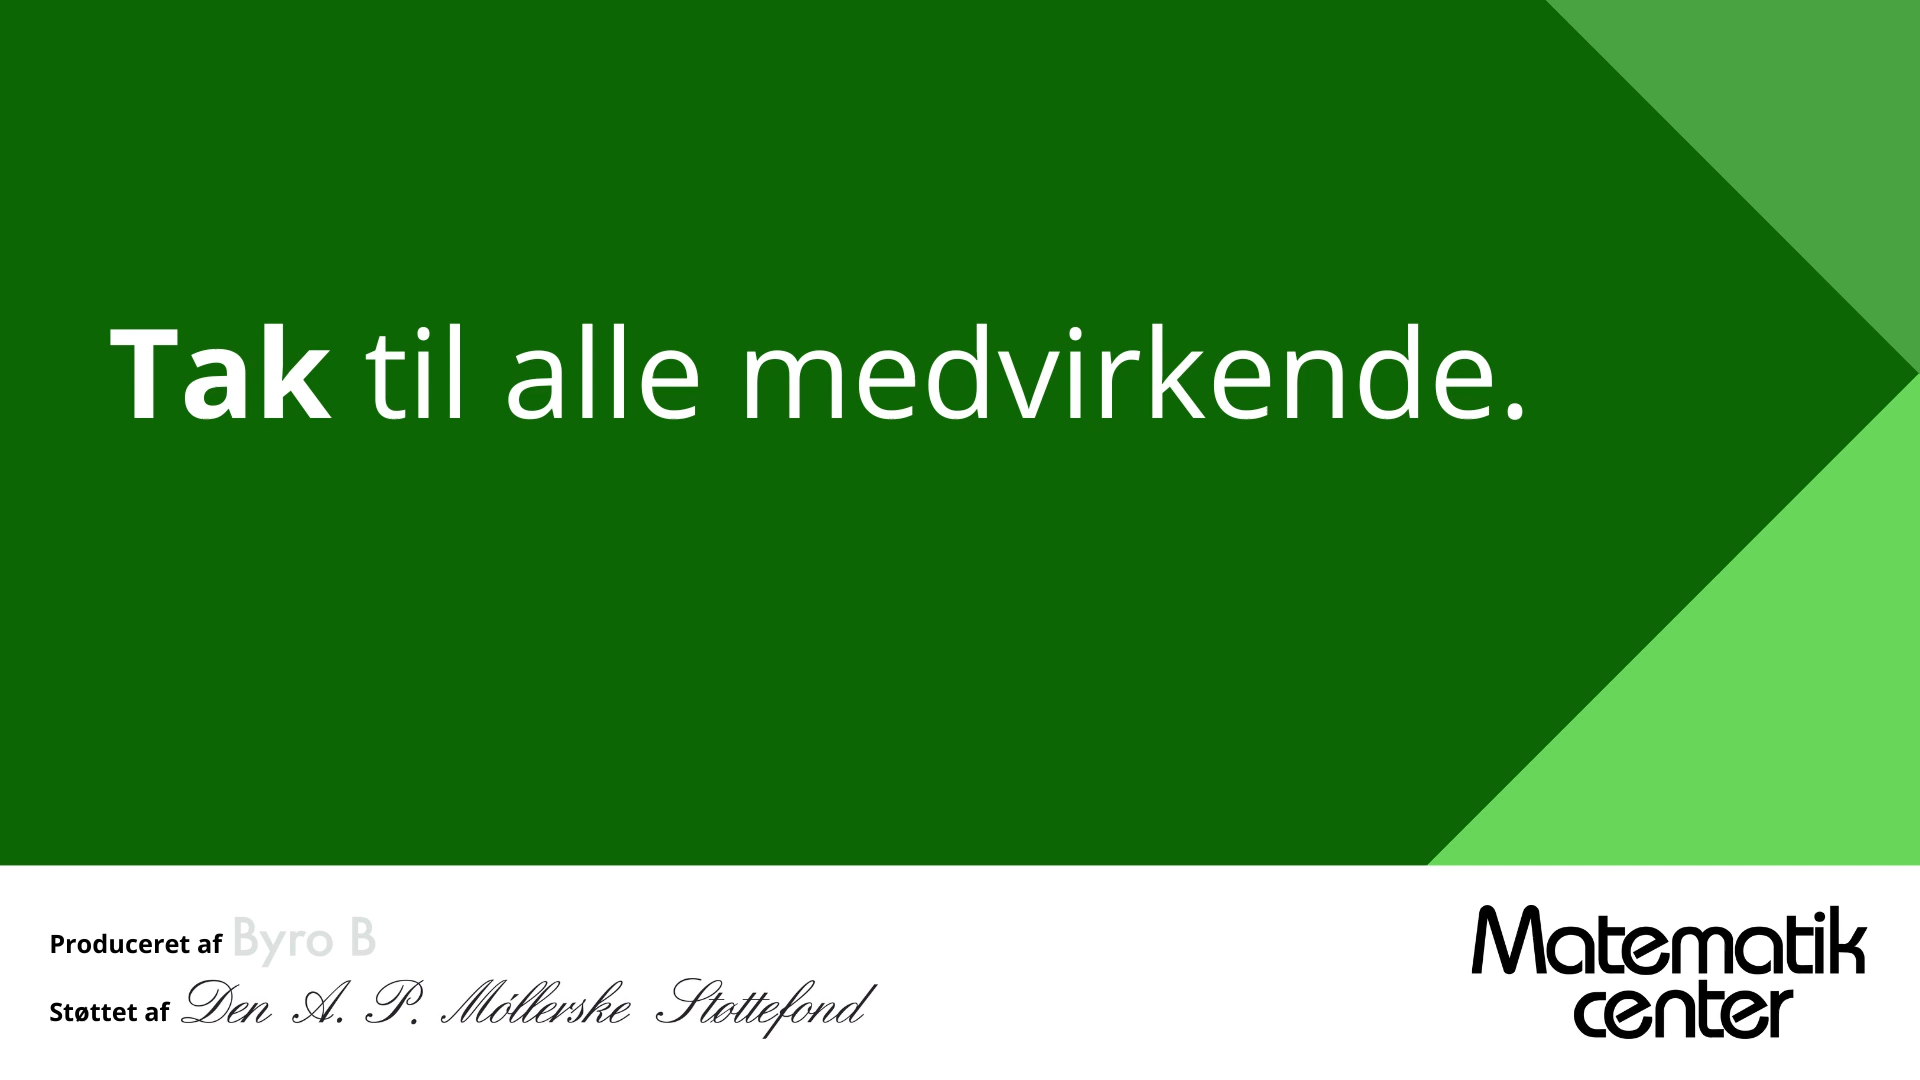 Tak til alle medvirkende.
Produceret af Byro B
Støttet af Den A. P. Møllerske Støttefond
Matematik
center